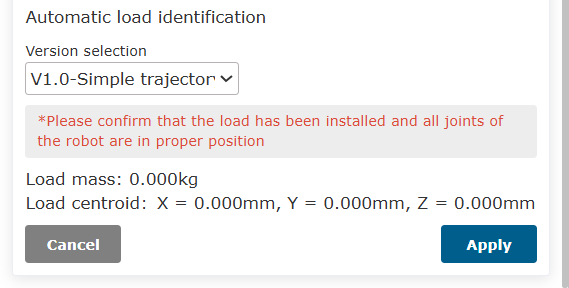 Automatic load identification
Version selection
V1.0-Simple trajector
*Please confirm that the load has been installed and all joints of
the robot are in proper position
Load mass: 0.000kg
Load centroid: X = 0.000mm, Y = 0.000mm, Z = 0.000mm
Cancel
Apply